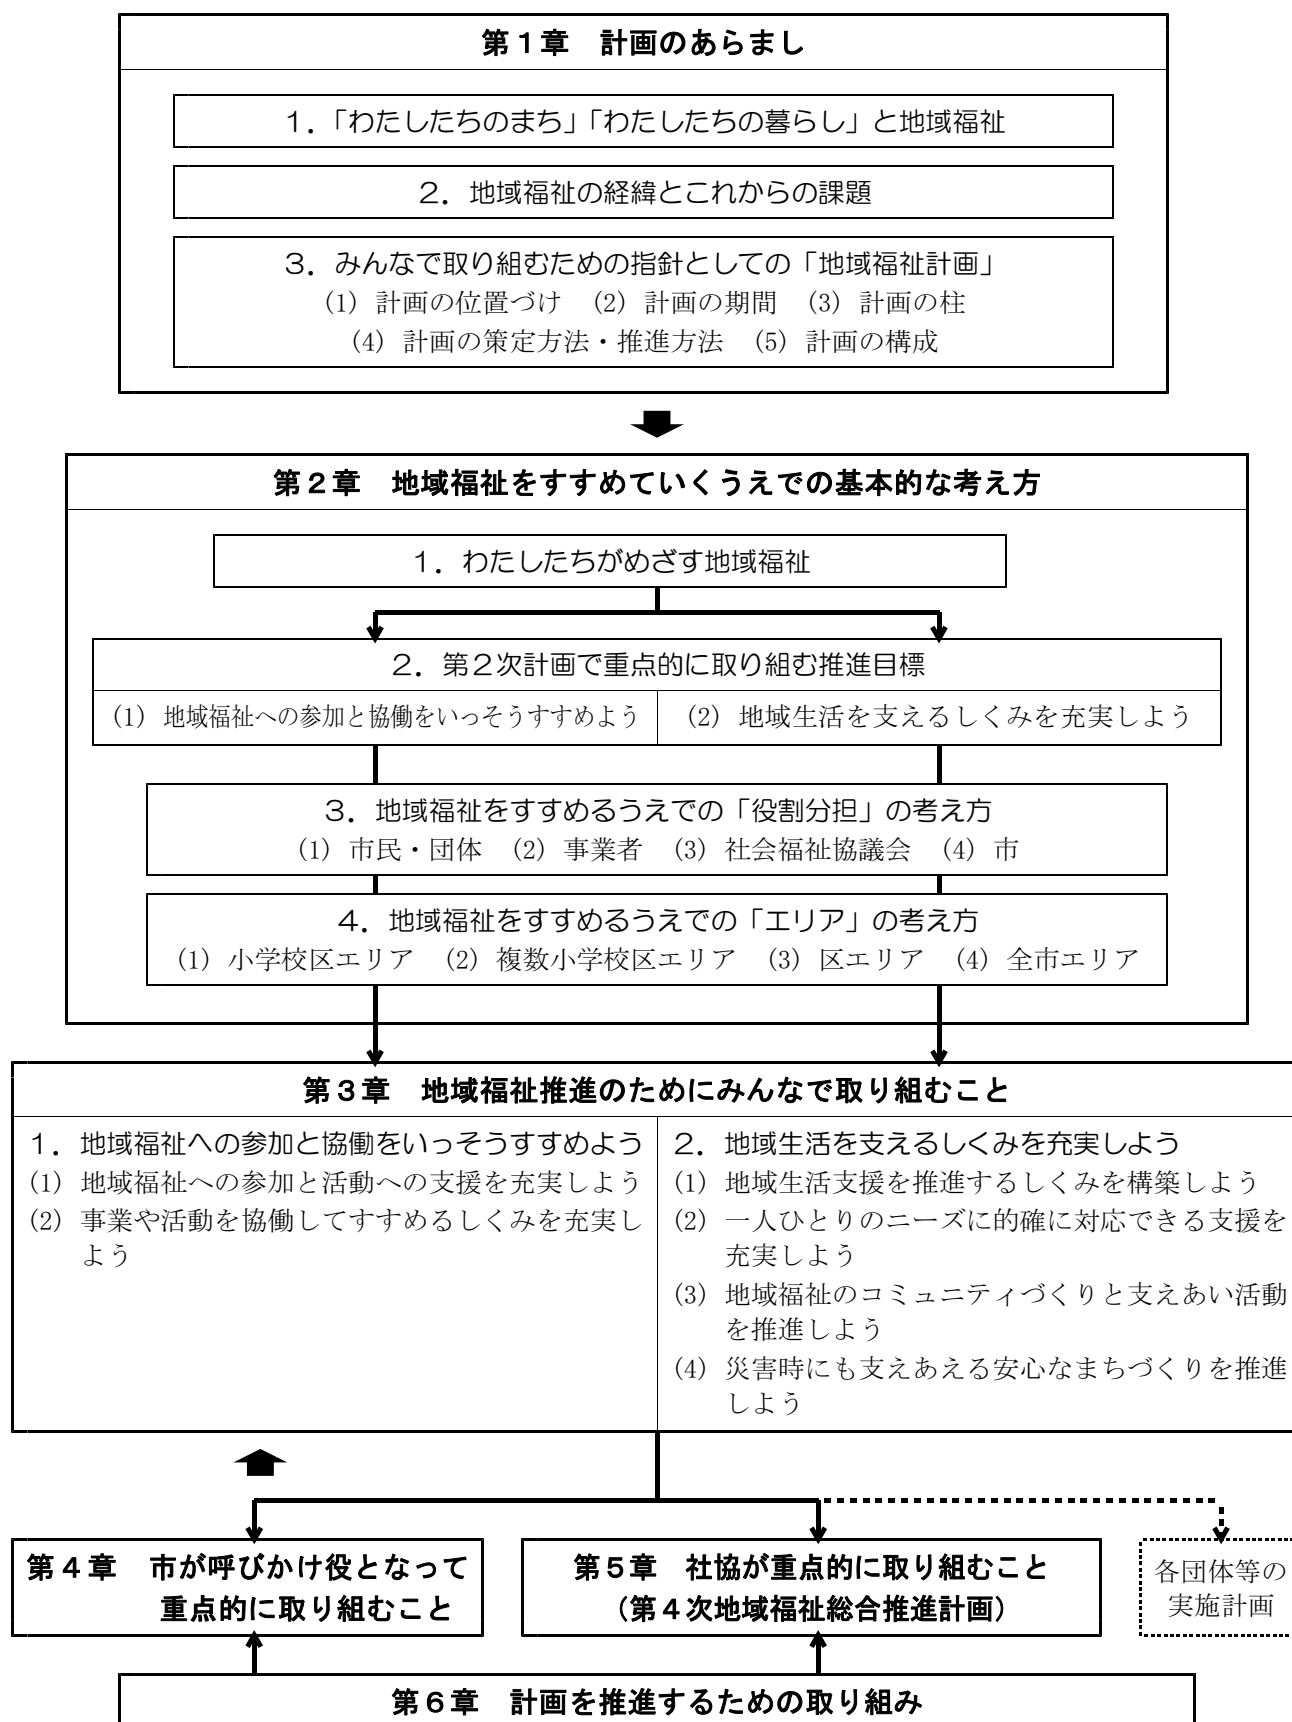 第１章　計画のあらまし
１．「わたしたちのまち」「わたしたちの暮らし」と地域福祉
２．地域福祉の経緯とこれからの課題
３．みんなで取り組むための指針としての「地域福祉計画」
(1) 計画の位置づけ　(2) 計画の期間　(3) 計画の柱
(4) 計画の策定方法・推進方法　(5) 計画の構成
第２章　地域福祉をすすめていくうえでの基本的な考え方
１．わたしたちがめざす地域福祉
２．第２次計画で重点的に取り組む推進目標
(1) 地域福祉への参加と協働をいっそうすすめよう
(2) 地域生活を支えるしくみを充実しよう
３．地域福祉をすすめるうえでの「役割分担」の考え方
(1) 市民・団体　(2) 事業者　(3) 社会福祉協議会　(4) 市
４．地域福祉をすすめるうえでの「エリア」の考え方
(1) 小学校区エリア　(2) 複数小学校区エリア　(3) 区エリア　(4) 全市エリア
第３章　地域福祉推進のためにみんなで取り組むこと
１．地域福祉への参加と協働をいっそうすすめよう
(1) 地域福祉への参加と活動への支援を充実しよう
(2) 事業や活動を協働してすすめるしくみを充実し
よう
２．地域生活を支えるしくみを充実しよう
(1) 地域生活支援を推進するしくみを構築しよう
(2) 一人ひとりのニーズに的確に対応できる支援を
充実しよう
(3) 地域福祉のコミュニティづくりと支えあい活動
を推進しよう
(4) 災害時にも支えあえる安心なまちづくりを推進
しよう
第４章　市が呼びかけ役となって
重点的に取り組むこと
第５章　社協が重点的に取り組むこと
（第４次地域福祉総合推進計画）
各団体等の
実施計画
第６章　計画を推進するための取り組み